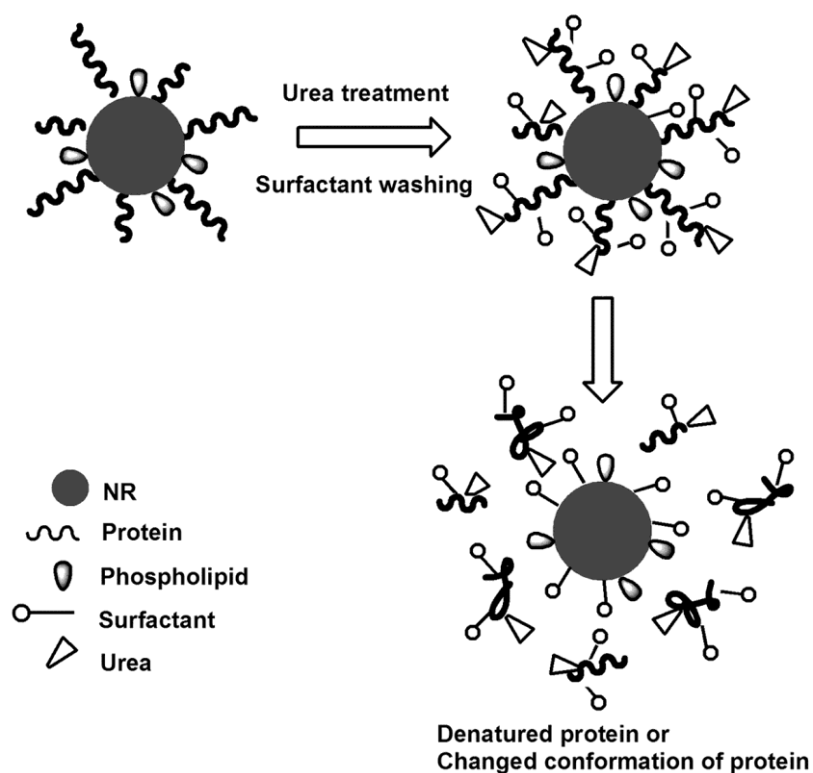 Urea treatment
Surfactant washing
NR
Protein
Phospholipid
Surfactant
Urea
Denatured protein or
Changed conformation of protein